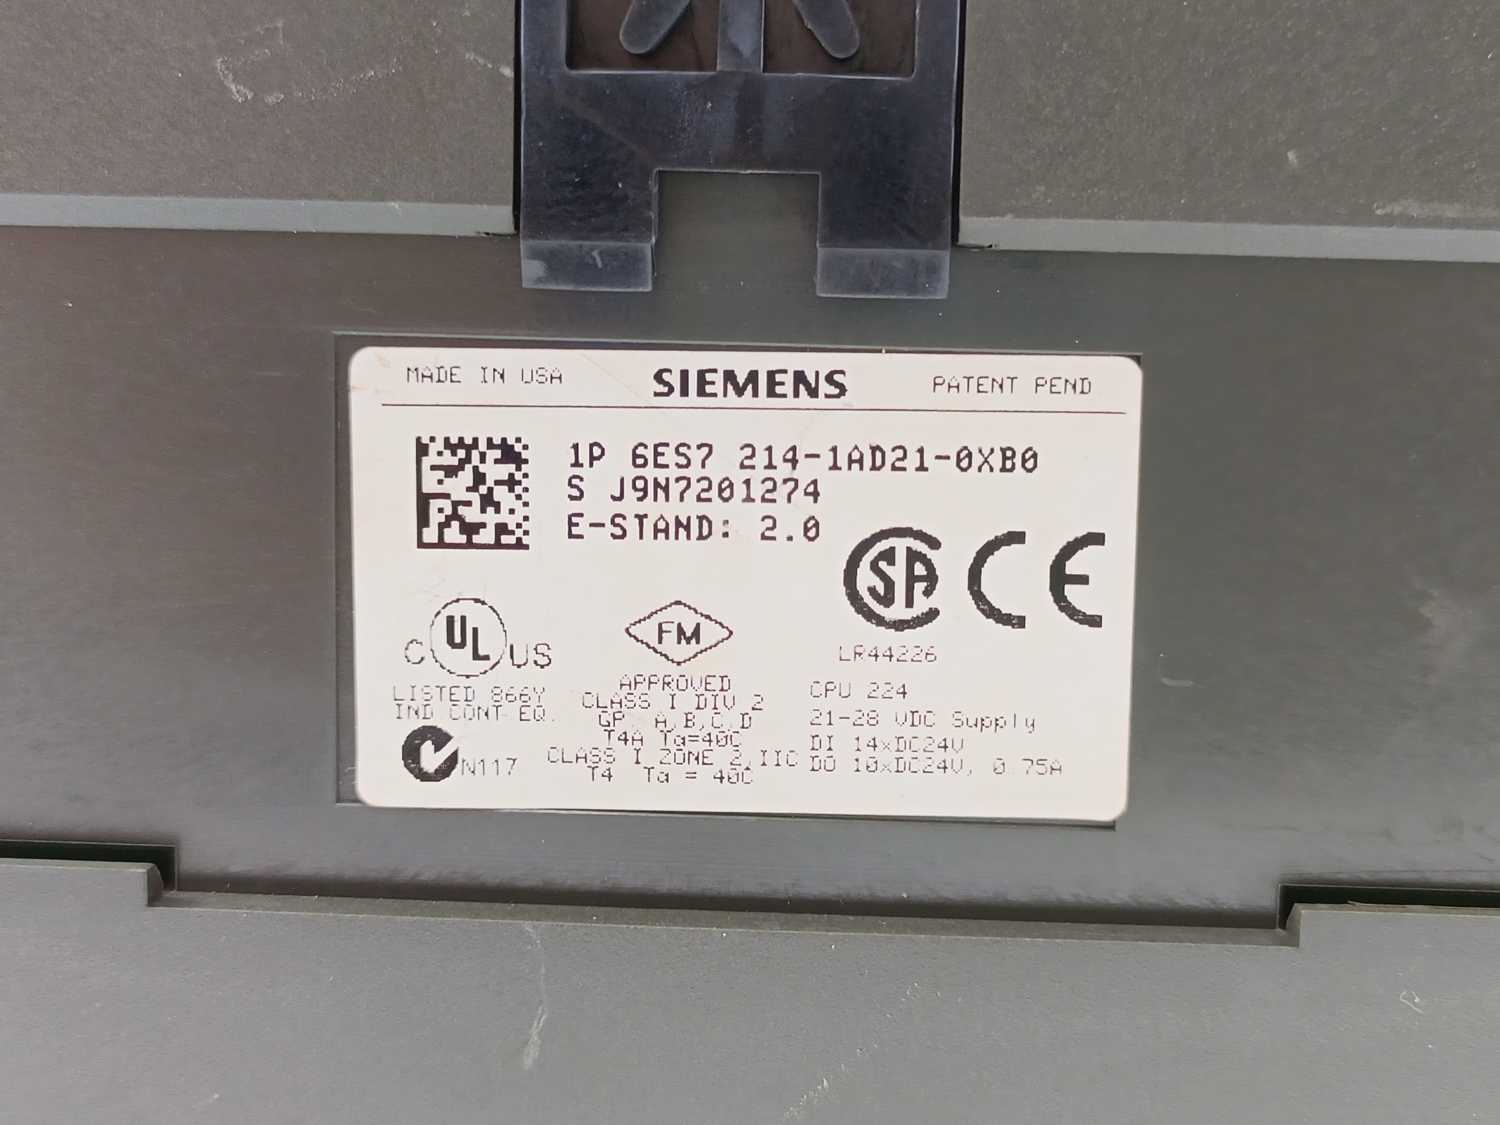 MADE IN USA SIEMENS PATENT PEND
1P 6ES7 214-1AD21-0XB0
S J9N7201274
E-STAND: 2.0
SA CE
LR44226
C UL US
LISTED 866Y
IND CONT EQ.
N117
FM
APPROVED
CLASS I DIV 2
GP. A,B,C,D
T4A Ta=40C
CLASS I ZONE 2,IIC
T4 Ta = 40C
CPU 224
21-28 VDC Supply
DI 14xDC24V
DO 10xDC24V, 0.75A